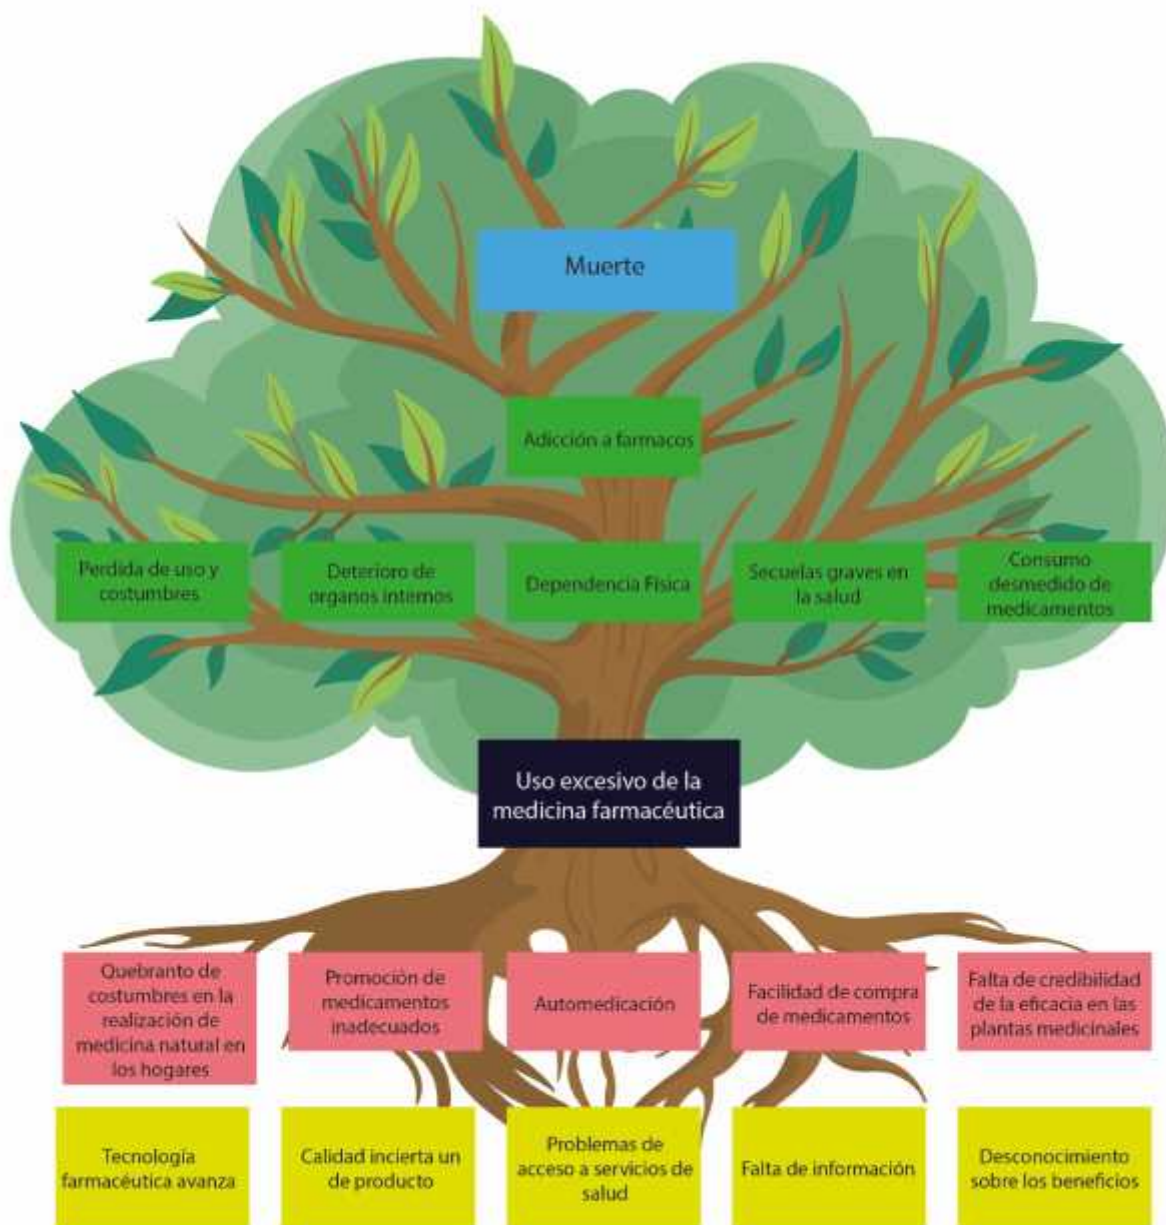 Muerte
Adicción a farmacos
Perdida de uso y
costumbres
Deterioro de
organos internos
Dependencia Física
Secuelas graves en
la salud
Consumo
desmedido de
medicamentos
Uso excesivo de la
medicina farmacéutica
Quebranto de
costumbres en la
realización de
medicina natural en
los hogares
Promoción de
medicamentos
inadecuados
Automedicación
Facilidad de compra
de medicamentos
Falta de credibilidad
de la eficacia en las
plantas medicinales
Tecnología
farmacéutica avanza
Calidad incierta un
de producto
Problemas de
acceso a servicios de
salud
Falta de información
Desconocimiento
sobre los beneficios